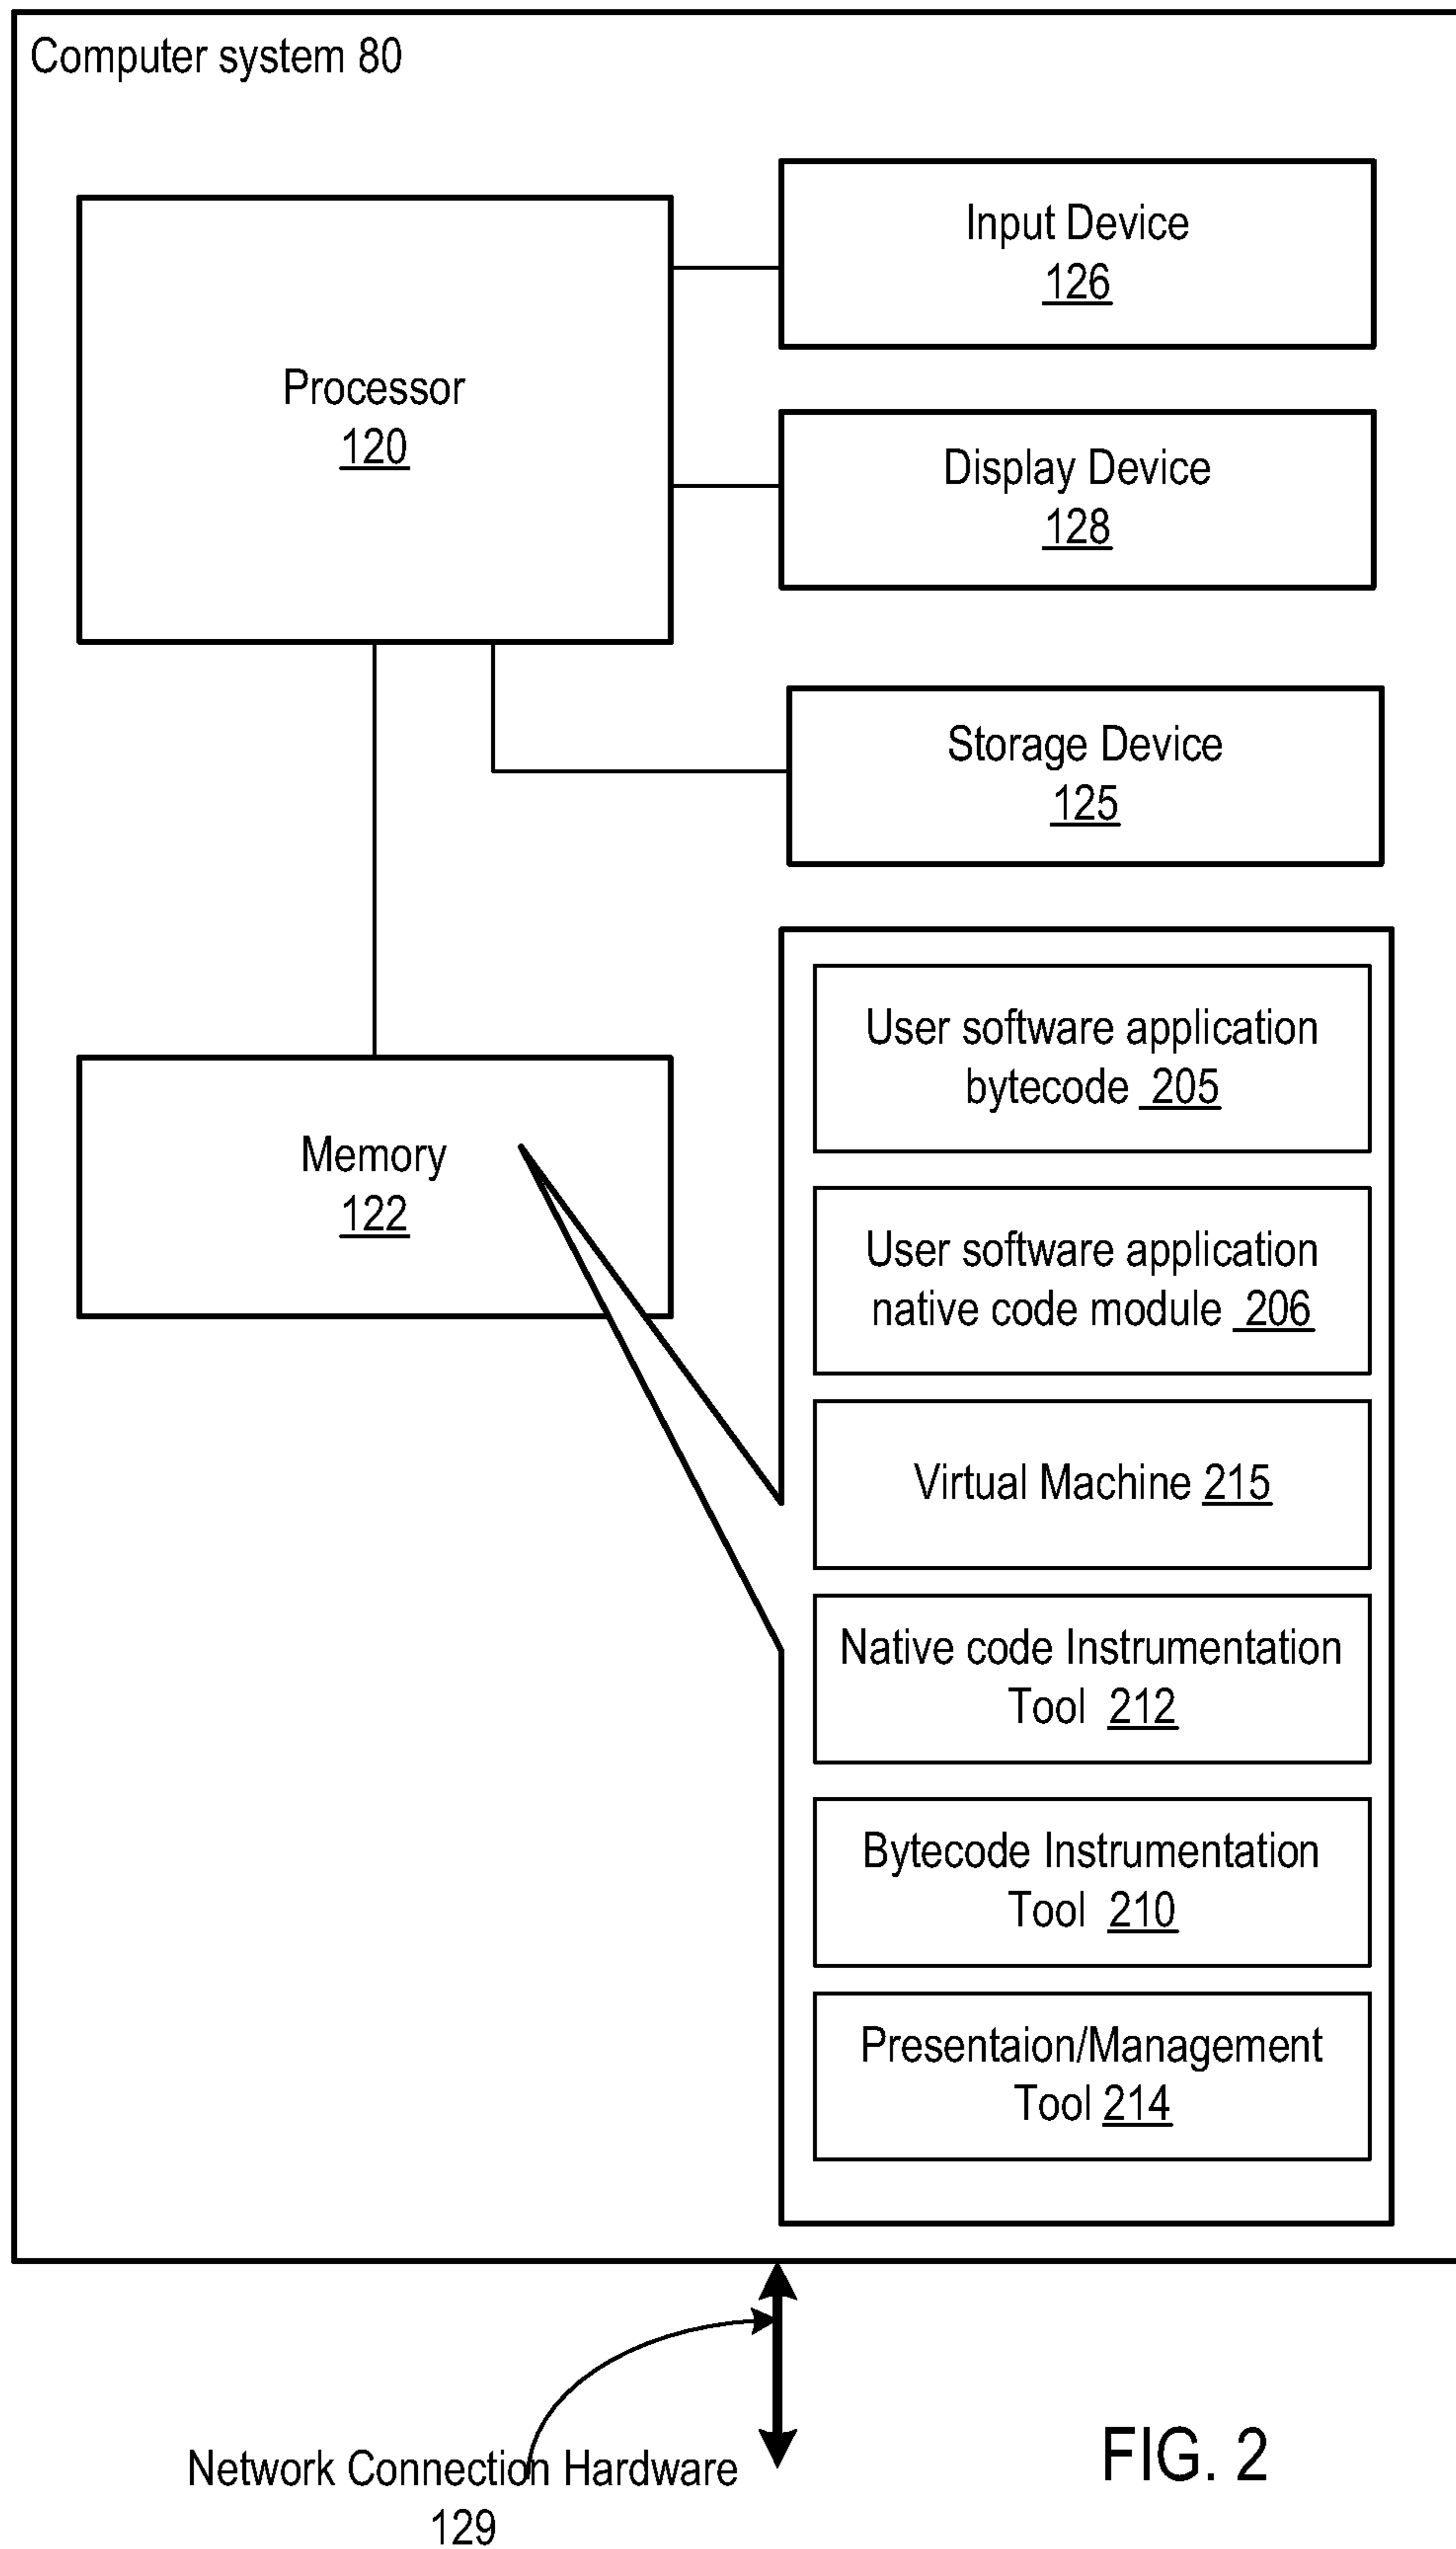 Computer system 80
Input Device
126
Processor
120
Display Device
128
Storage Device
125
User software application
bytecode 205
Memory
122
User software application
native code module 206
Virtual Machine 215
Native code Instrumentation
Tool 212
Bytecode Instrumentation
Tool 210
Presentaion/Management
Tool 214
Network Connection Hardware
129
FIG. 2